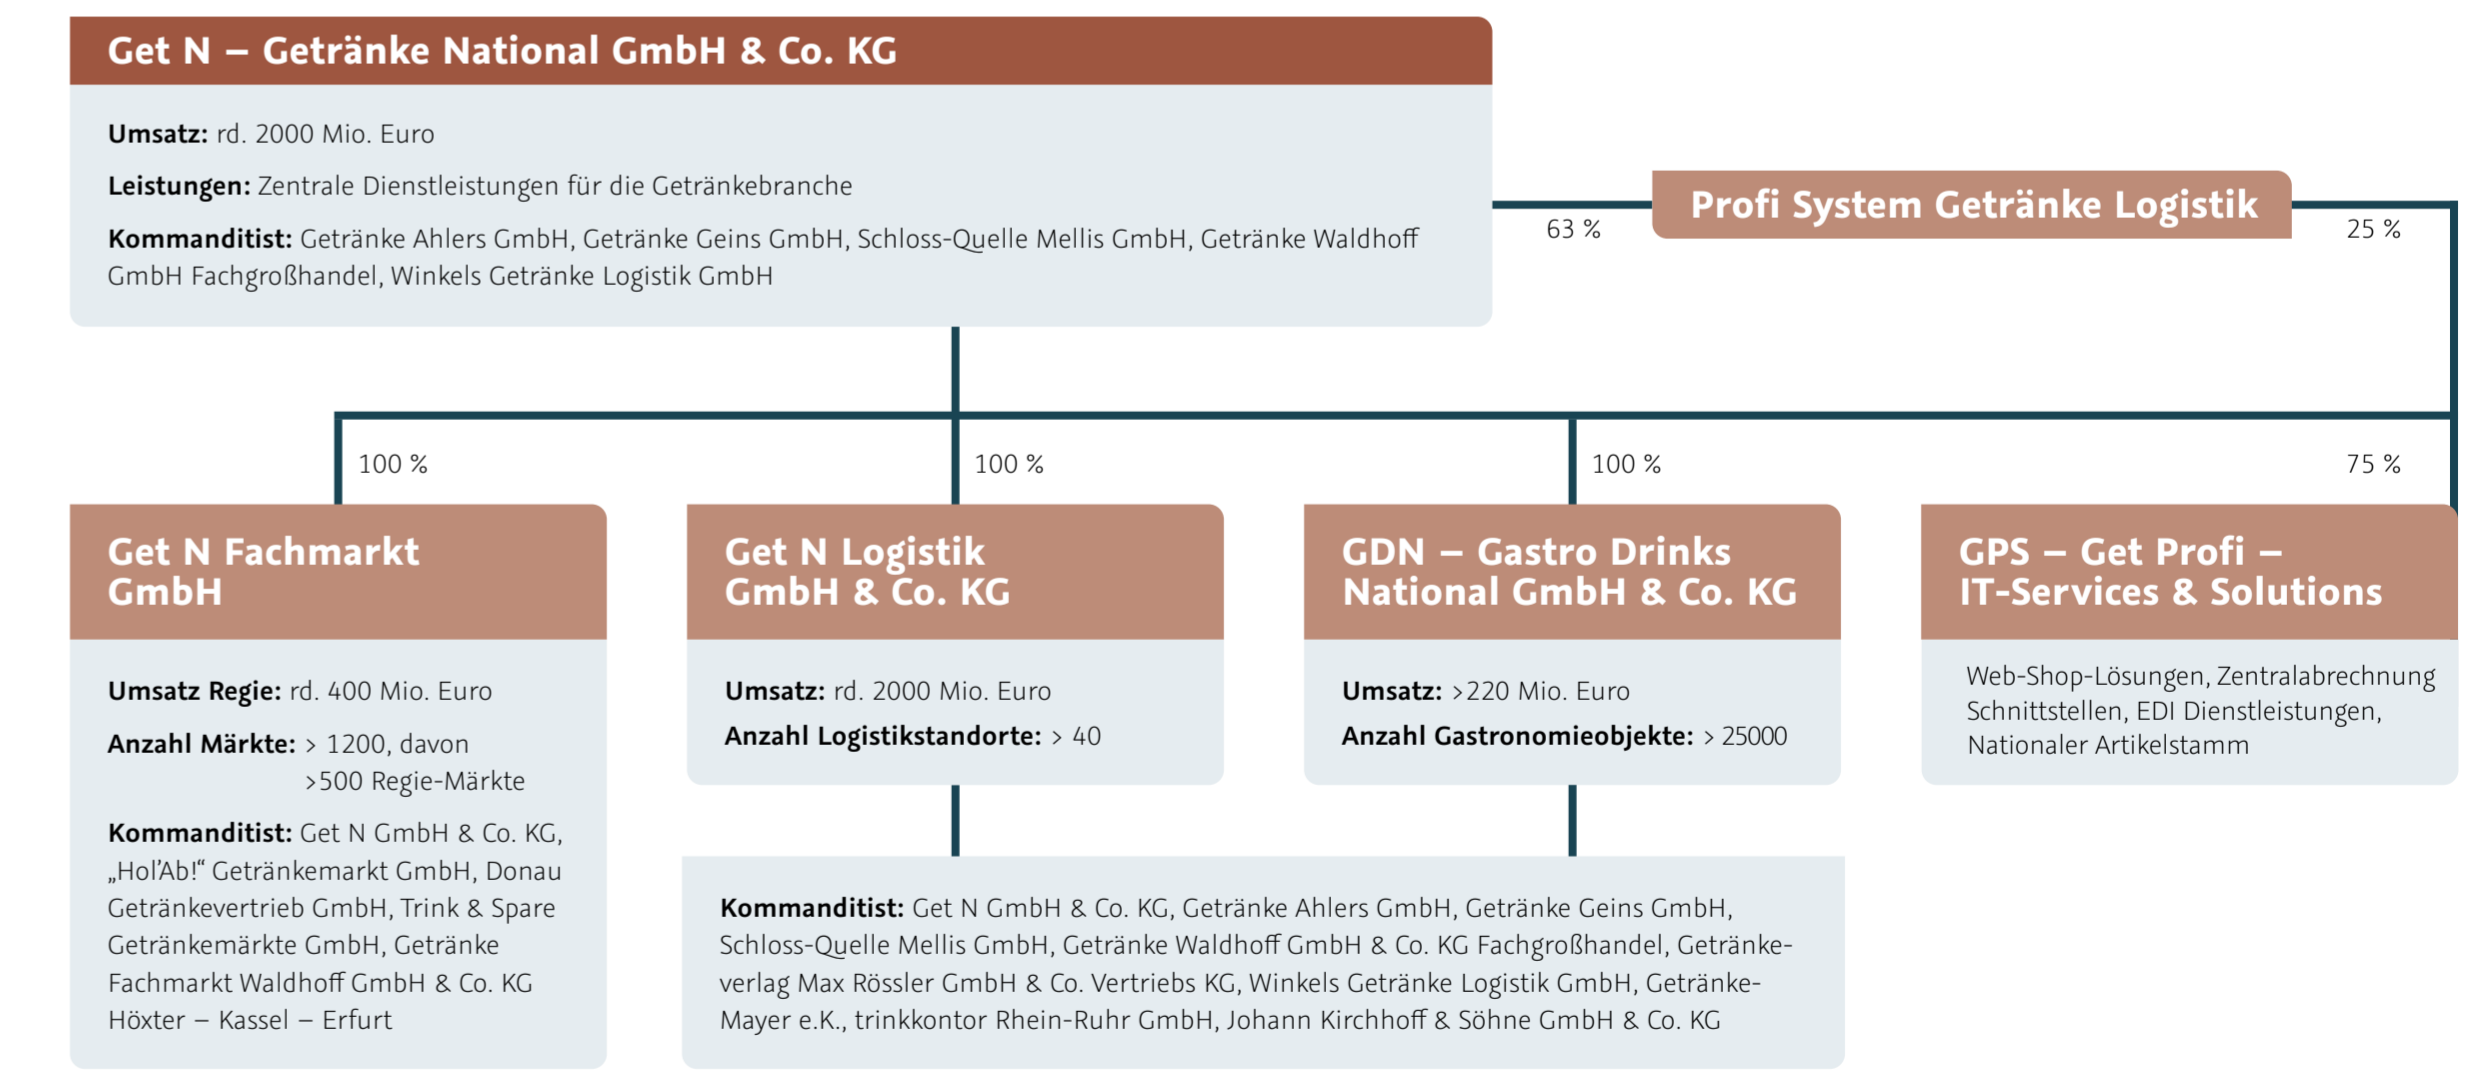 Get N – Getränke National GmbH & Co. KG
Umsatz: rd. 2000 Mio. Euro
Leistungen: Zentrale Dienstleistungen für die Getränkebranche
Kommanditist: Getränke Ahlers GmbH, Getränke Geins GmbH, Schloss-Quelle Mellis GmbH, Getränke Waldhoff
GmbH Fachgroßhandel, Winkels Getränke Logistik GmbH
63 %
Profi System Getränke Logistik
25 %
100 %
100 %
100 %
75 %
Get N Fachmarkt
GmbH
Umsatz Regie: rd. 400 Mio. Euro
Anzahl Märkte: > 1200, davon
>500 Regie-Märkte
Kommanditist: Get N GmbH & Co. KG,
„Hol’Ab!“ Getränkemarkt GmbH, Donau
Getränkevertrieb GmbH, Trink & Spare
Getränkemärkte GmbH, Getränke
Fachmarkt Waldhoff GmbH & Co. KG
Höxter – Kassel – Erfurt
Get N Logistik
GmbH & Co. KG
Umsatz: rd. 2000 Mio. Euro
Anzahl Logistikstandorte: > 40
GDN – Gastro Drinks
National GmbH & Co. KG
Umsatz: >220 Mio. Euro
Anzahl Gastronomieobjekte: > 25000
Kommanditist: Get N GmbH & Co. KG, Getränke Ahlers GmbH, Getränke Geins GmbH,
Schloss-Quelle Mellis GmbH, Getränke Waldhoff GmbH & Co. KG Fachgroßhandel, Getränke-
verlag Max Rössler GmbH & Co. Vertriebs KG, Winkels Getränke Logistik GmbH, Getränke-
Mayer e.K., trinkkontor Rhein-Ruhr GmbH, Johann Kirchhoff & Söhne GmbH & Co. KG
GPS – Get Profi –
IT-Services & Solutions
Web-Shop-Lösungen, Zentralabrechnung
Schnittstellen, EDI Dienstleistungen,
Nationaler Artikelstamm